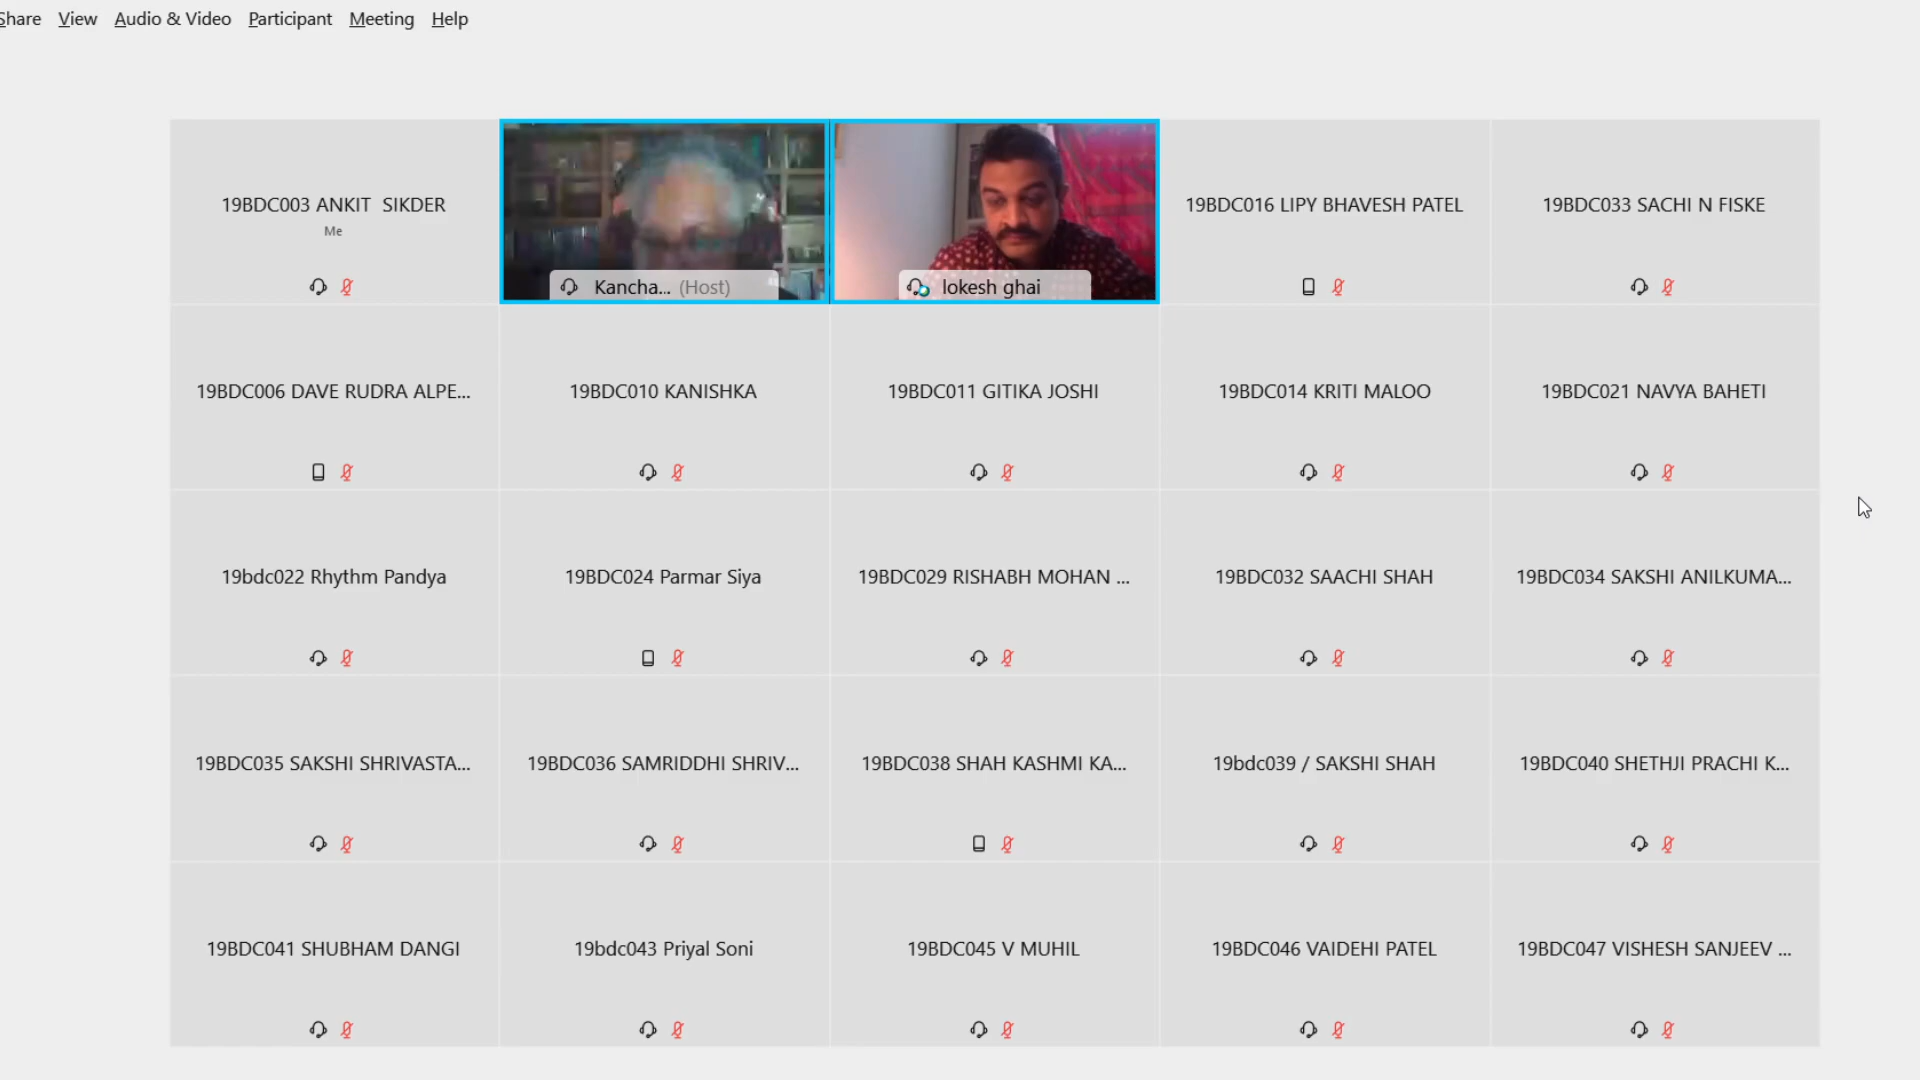 Share View Audio & Video Participant Meeting Help
19BDC003 ANKIT SIKDER
Me
Kancha... (Host)
lokesh ghai
19BDC016 LIPY BHAVESH PATEL
19BDC033 SACHI N FISKE
19BDC006 DAVE RUDRA ALPE...
19BDC010 KANISHKA
19BDC011 GITIKA JOSHI
19BDC014 KRITI MALOO
19BDC021 NAVYA BAHETI
19bdc022 Rhythm Pandya
19BDC024 Parmar Siya
19BDC029 RISHABH MOHAN ...
19BDC032 SAACHI SHAH
19BDC034 SAKSHI ANILKUMA...
19BDC035 SAKSHI SHRIVASTA...
19BDC036 SAMRIDDHI SHRIV...
19BDC038 SHAH KASHMI KA...
19bdc039 / SAKSHI SHAH
19BDC040 SHETHJI PRACHI K...
19BDC041 SHUBHAM DANGI
19bdc043 Priyal Soni
19BDC045 V MUHIL
19BDC046 VAIDEHI PATEL
19BDC047 VISHESH SANJEEV ...